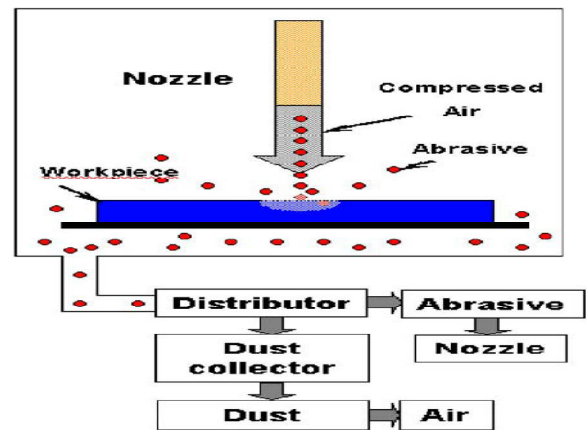 Nozzle
Compressed
Air
Abrasive
Workpiece
Distributor
Abrasive
Dust
collector
Nozzle
Dust
Air